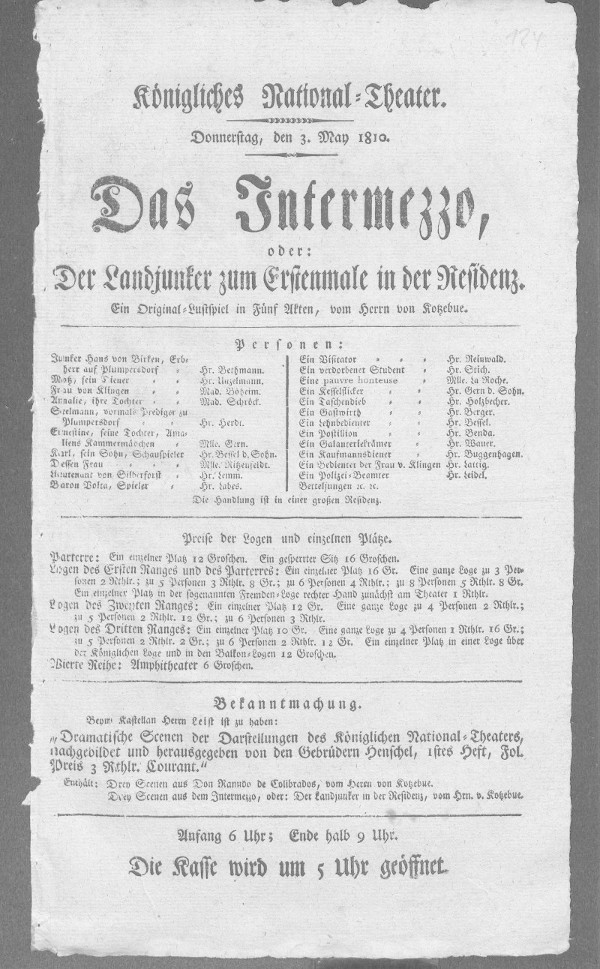 124
Königliches National-Theater.
Donnerstag, den 3. May 1810.
Das Intermezzo,
oder:
Der Landjunker zum Erstenmale in der Residenz.
Ein Original-Lustspiel in Fünf Akten, vom Herrn von Kotzebue.
Personen:
Junker Hans von Birken, Erbe
herr auf Plumpersdorf Hr. Bethmann.
Matz, sein Diener Hr. Unzelmann.
Frau von Klingen Mad. Böheim.
Amalie, ihre Tochter Mad. Schröck.
Seelmann, vormals Prediger zu
Plumpersdorf Hr. Herdt.
Ernestine, seine Tochter, Ama-
liens Kammermädchen Mlle. Gern.
Karl, sein Sohn, Schauspieler Hr. Bessel d. Sohn.
Dessen Frau Mlle. Ritzenfeldt.
Lieutenant von Silberforst Hr. Lemm.
Baron Volta, Spieler Hr. Labes.
Ein Visitator Hr. Reinwald.
Ein verdorbener Student Hr. Stich.
Eine pauvre honteuse Mlle. La Roche.
Ein Kesselflicker Hr. Gern d. Sohn.
Ein Taschendieb Hr. Holzbecher.
Ein Gastwirth Hr. Berger.
Ein Lehnbedienter Hr. Bessel.
Ein Postillion Hr. Benda.
Ein Galanteriekrämer Hr. Wauer.
Ein Kaufmannsdiener Hr. Buggenhagen.
Ein Bedienter der Frau v. Klingen Hr. Lattig.
Ein Polizei-Beamter Hr. Leidel.
Vertelfungen ꝛc. ꝛc.
Die Handlung ist in einer großen Residenz.
Preise der Logen und einzelnen Plätze.
Parterre: Ein einzelner Platz 12 Groschen. Ein gesperrter Sitz 16 Groschen.
Logen des Ersten Ranges und des Parterres: Ein einzelner Platz 16 Gr. Eine ganze Loge zu 3 Per-
sonen 2 Rthlr.; zu 5 Personen 3 Rthlr. 8 Gr.; zu 6 Personen 4 Rthlr.; zu 8 Personen 5 Rthlr. 8 Gr.
Ein einzelner Platz in der sogenannten Fremden-Loge rechter Hand zunächst am Theater 1 Rthlr.
Logen des Zweyten Ranges: Ein einzelner Platz 12 Gr. Eine ganze Loge zu 4 Personen 2 Rthlr.;
zu 5 Personen 2 Rthlr. 12 Gr.; zu 6 Personen 3 Rthlr.
Logen des Dritten Ranges: Ein einzelner Platz 10 Gr. Eine ganze Loge zu 4 Personen 1 Rthlr. 16 Gr.;
zu 5 Personen 2 Rthlr. 2 Gr.; zu 6 Personen 2 Rthlr. 12 Gr. Ein einzelner Platz in einer Loge über
der Königlichen Loge und in den Balkon-Logen 12 Groschen.
Vierte Reihe: Amphitheater 6 Groschen.
Bekanntmachung.
Beym Kastellan Herrn Leist ist zu haben:
„Dramatische Scenen der Darstellungen des Königlichen National-Theaters,
nachgebildet und herausgegeben von den Gebrüdern Henschel, 1stes Heft, Fol.
Preis 3 Rthlr. Courant.“
Enthält: Drey Scenen aus Don Ranudo de Colibrados, vom Herrn von Kotzebue.
Drey Scenen aus dem Intermezzo, oder: Der Landjunker in der Residenz, vom Hrn. v. Kotzebue.
Anfang 6 Uhr; Ende halb 9 Uhr.
Die Kasse wird um 5 Uhr geöffnet.